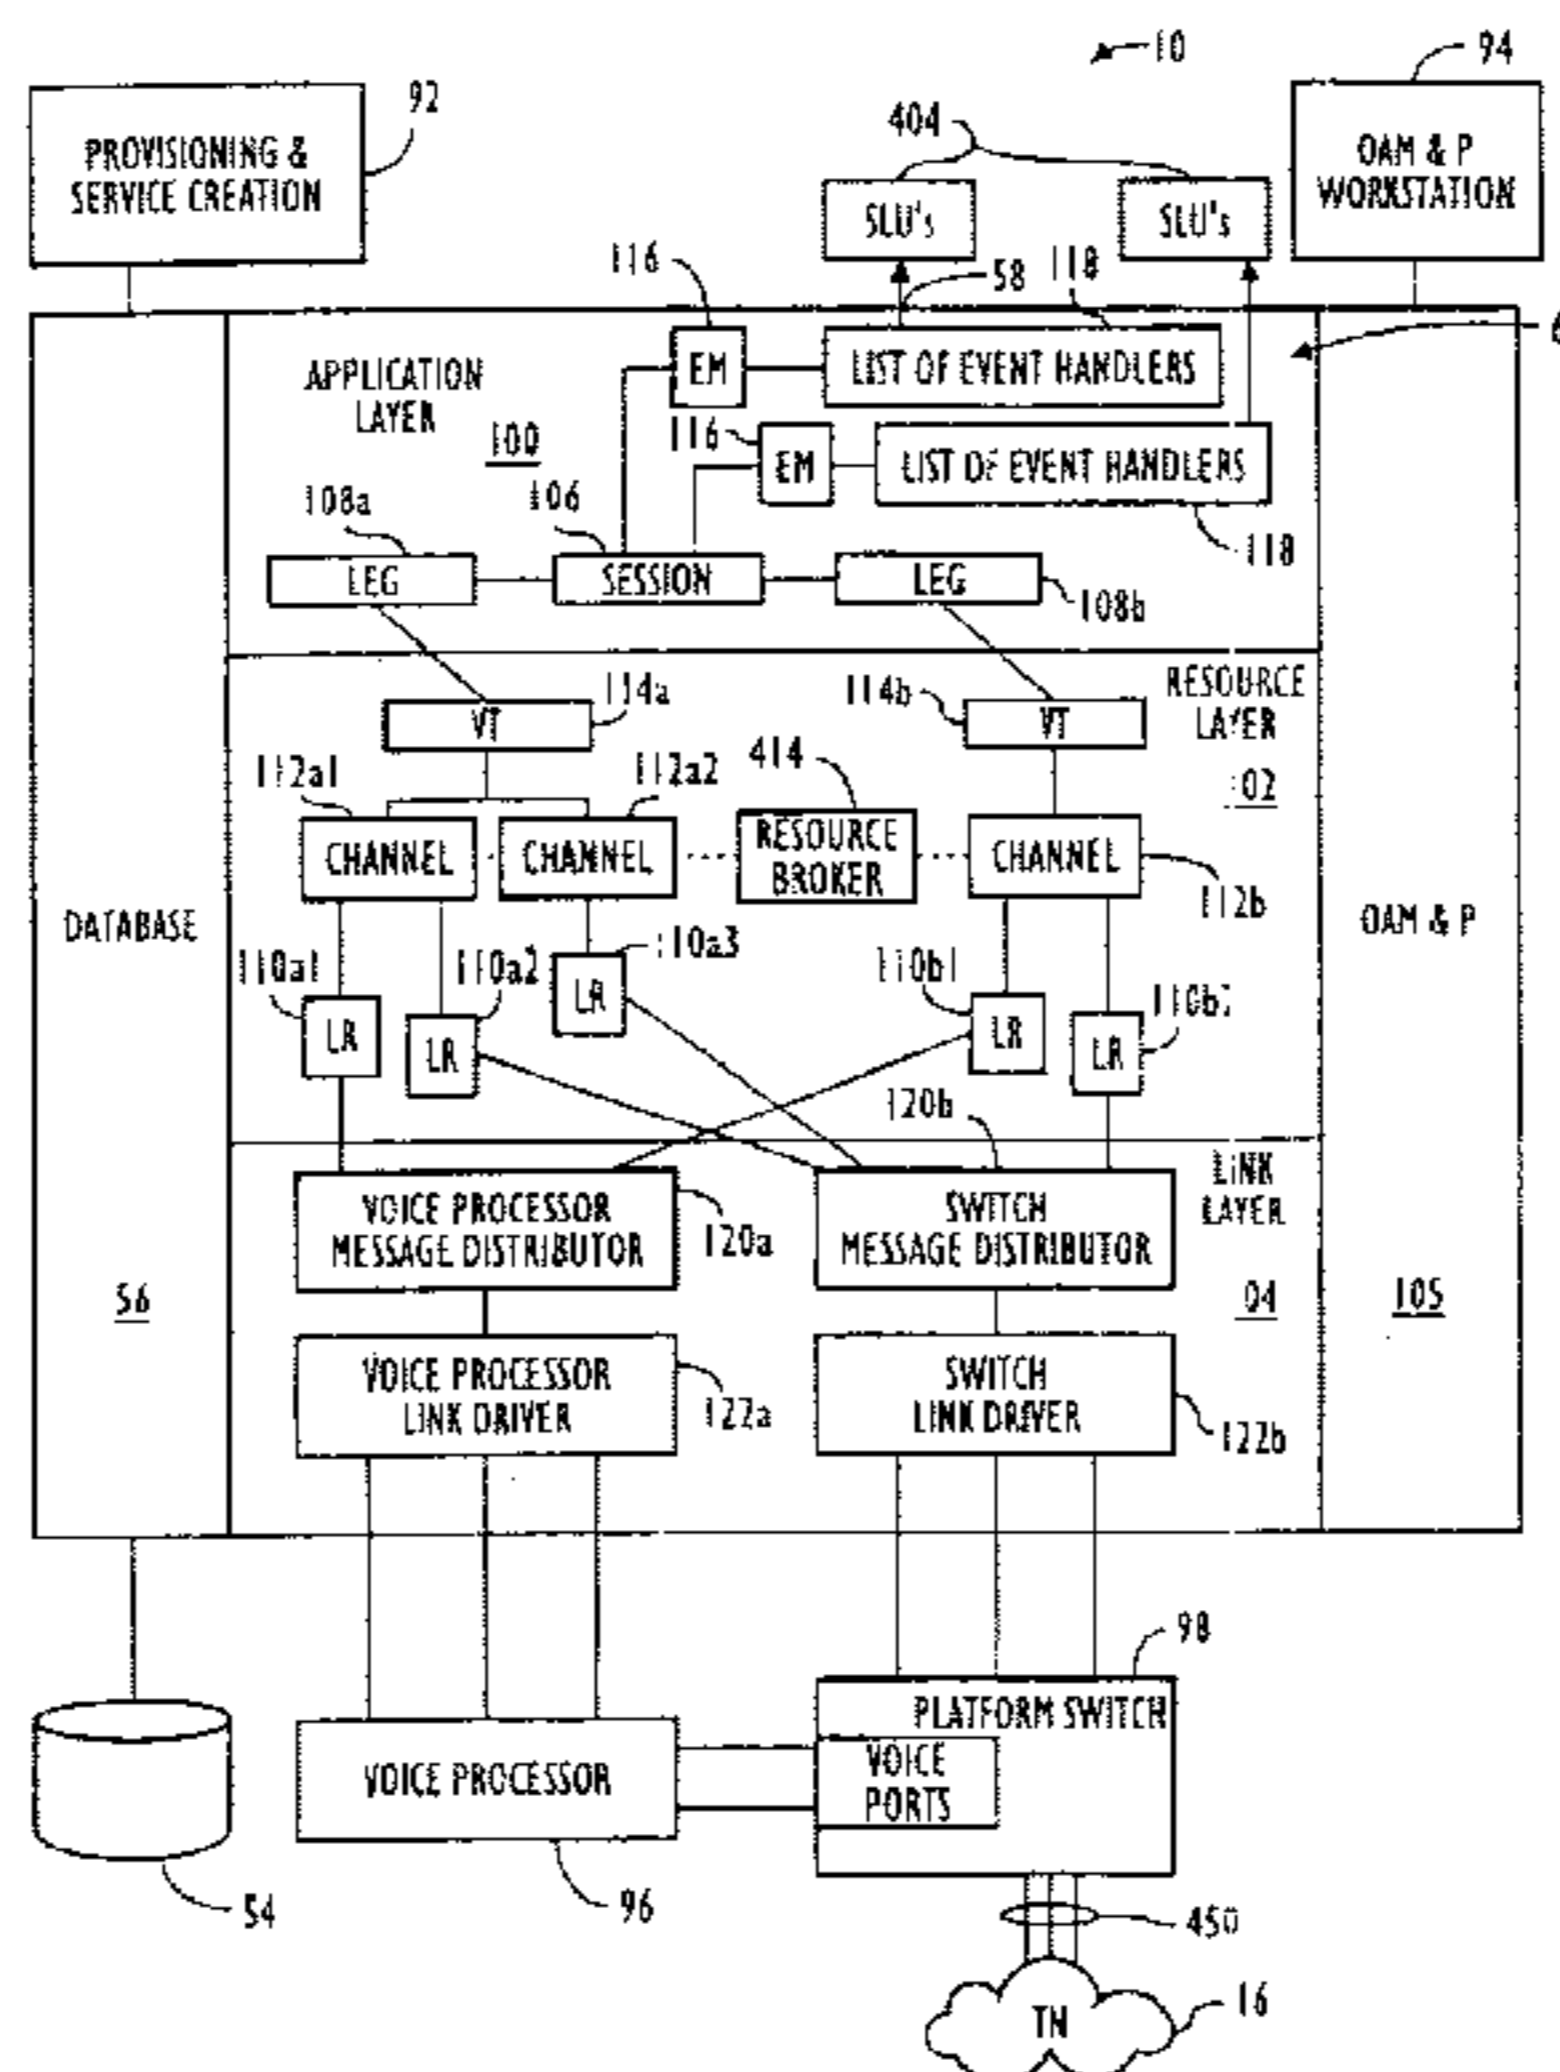 10
94
92
404
PROVISIONING &
SERVICE CREATION
OAM & P
WORKSTATION
SLU's
SLU's
116
58
118
EM
LIST OF EVENT HANDLERS
APPLICATION
LAYER
100
116
EM
LIST OF EVENT HANDLERS
108a
106
118
LEG
SESSION
LEG
108b
RESOURCE
LAYER
114a
114b
VT
VT
112a1
112a2
414
102
CHANNEL
CHANNEL
RESOURCE
BROKER
CHANNEL
112b
DATABASE
OAM & P
110a1
110a2
110a3
110b1
LR
LR
LR
LR
LR
120b
LINK
LAYER
VOICE PROCESSOR
MESSAGE DISTRIBUTOR
120a
SWITCH
MESSAGE DISTRIBUTOR
56
04
105
VOICE PROCESSOR
LINK DRIVER
122a
SWITCH
LINK DRIVER
122b
98
PLATFORM SWITCH
VOICE PROCESSOR
VOICE
PORTS
54
96
450
16
TN